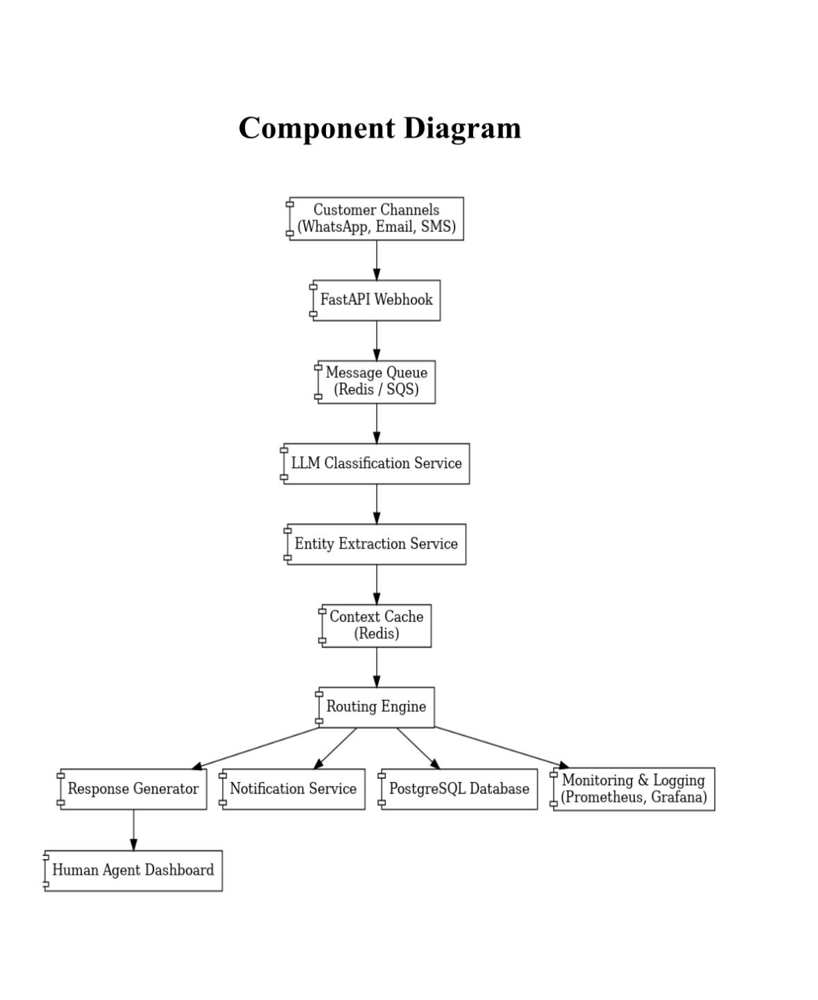 Component Diagram
Customer Channels
(WhatsApp, Email, SMS)
FastAPI Webhook
Message Queue
(Redis / SQS)
LLM Classification Service
Entity Extraction Service
Context Cache
(Redis)
Routing Engine
Response Generator
Notification Service
PostgreSQL Database
Monitoring & Logging
(Prometheus, Grafana)
Human Agent Dashboard